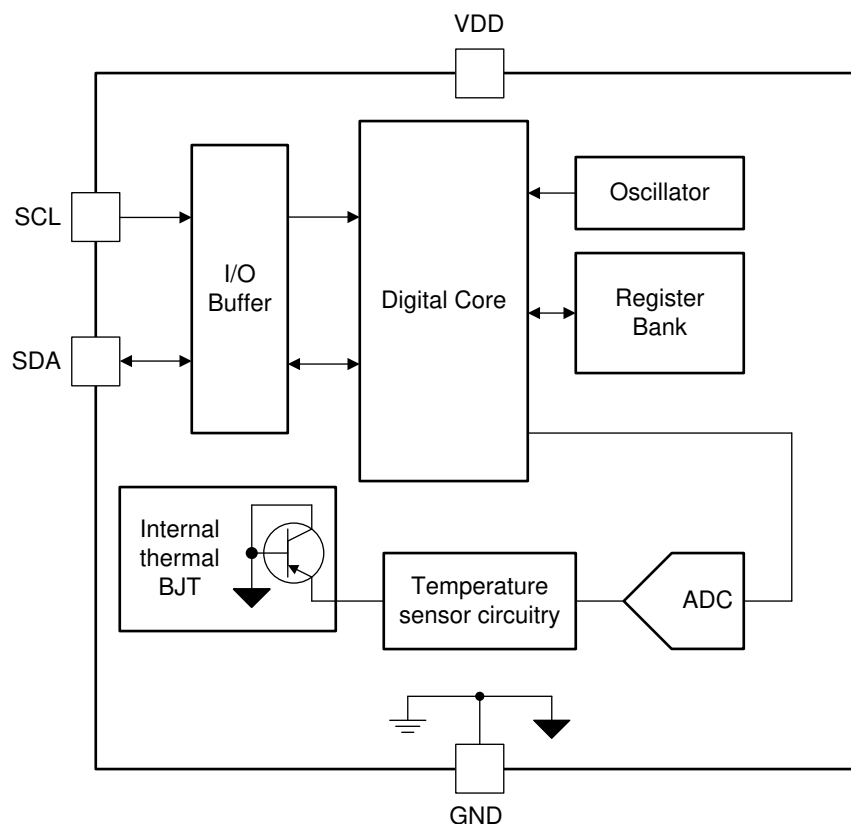 VDD
SCL
I/O
Buffer
Digital Core
Oscillator
Register
Bank
SDA
Internal
thermal
BJT
Temperature
sensor circuitry
ADC
GND